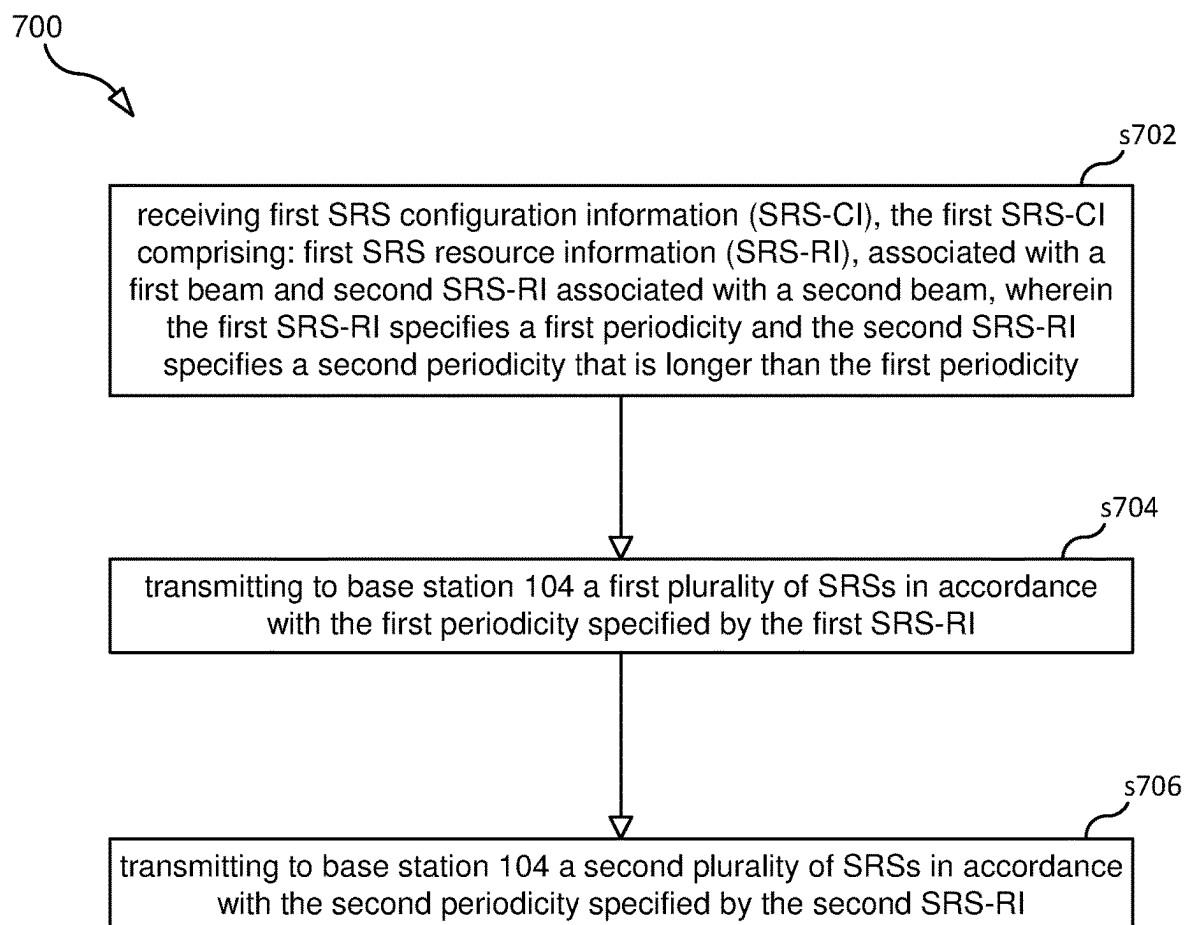 700
s702
receiving first SRS configuration information (SRS-CI), the first SRS-CI
comprising: first SRS resource information (SRS-RI), associated with a
first beam and second SRS-RI associated with a second beam, wherein
the first SRS-RI specifies a first periodicity and the second SRS-RI
specifies a second periodicity that is longer than the first periodicity
s704
transmitting to base station 104 a first plurality of SRSs in accordance
with the first periodicity specified by the first SRS-RI
s706
transmitting to base station 104 a second plurality of SRSs in accordance
with the second periodicity specified by the second SRS-RI